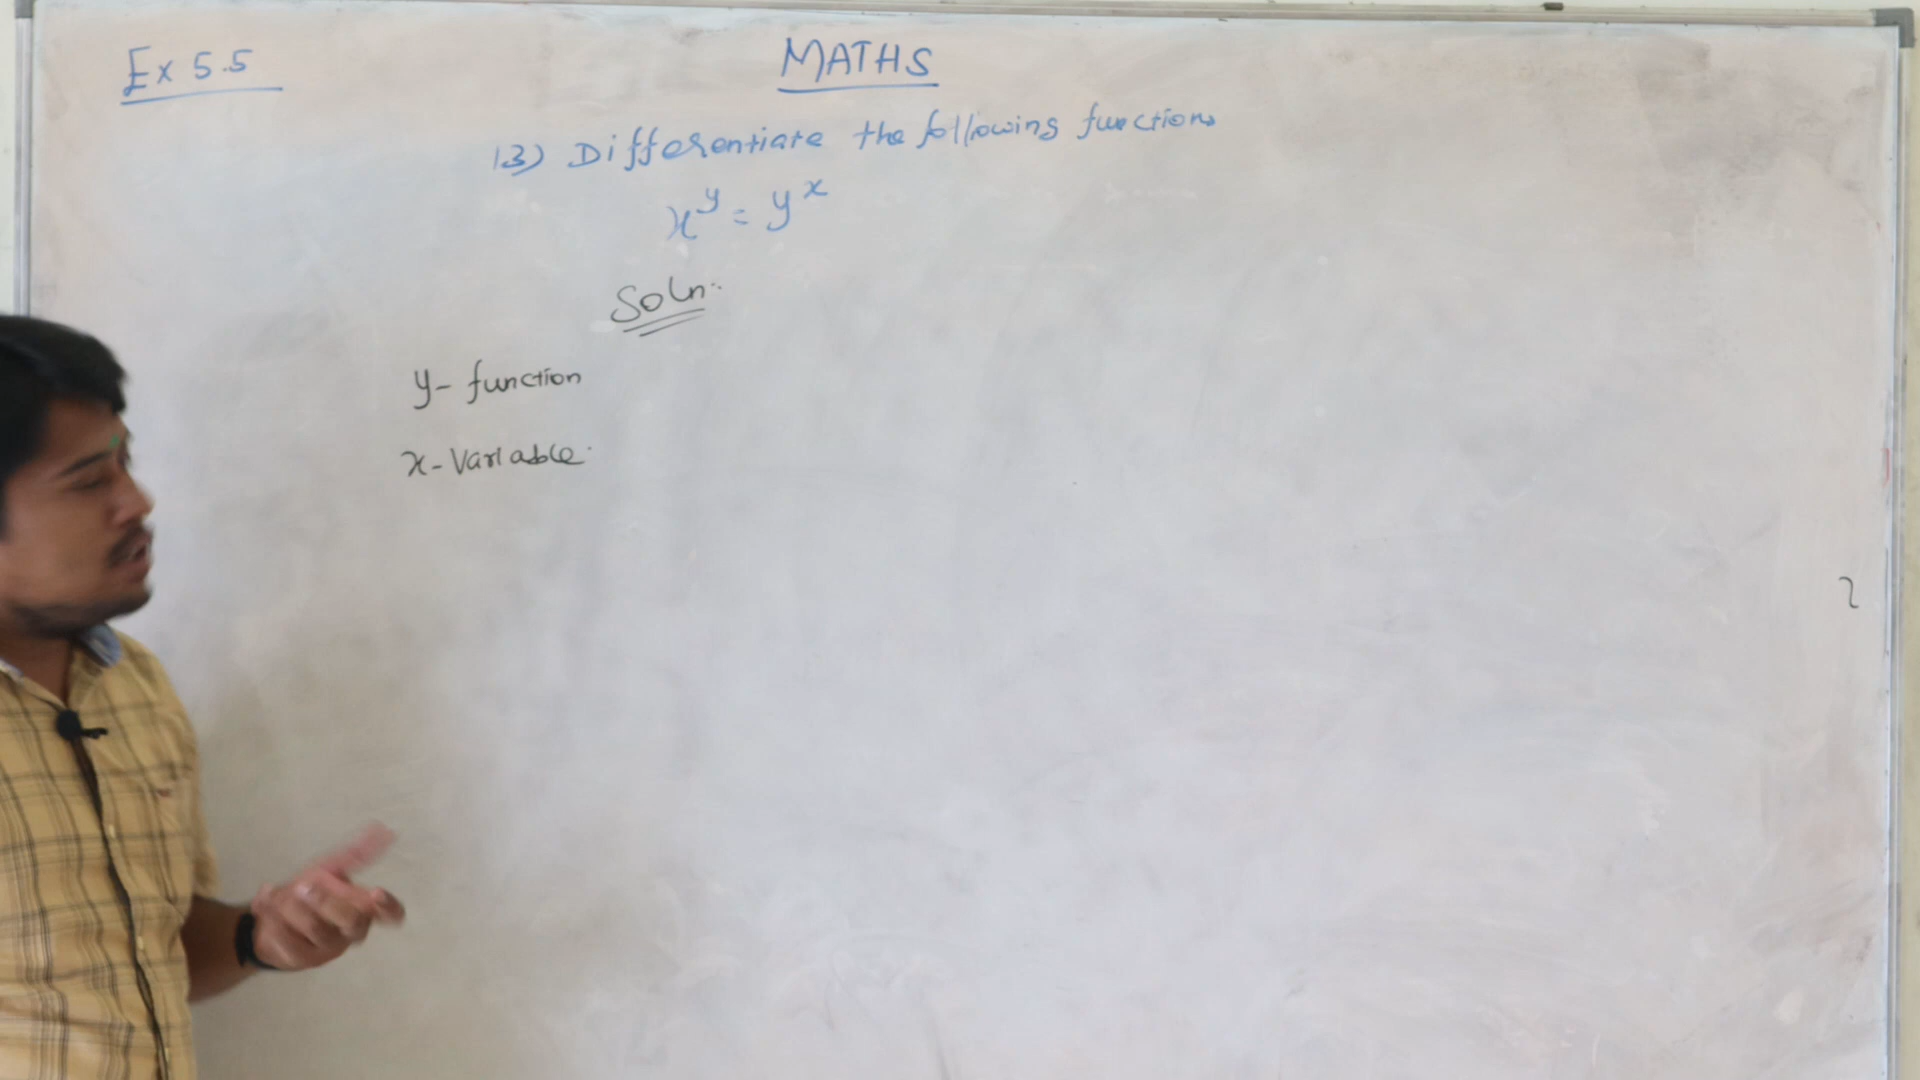 Ex 5.5
MATHS
13) Differentiate the following functions
x^y = y^x
Soln:
y- function
x- Variable.